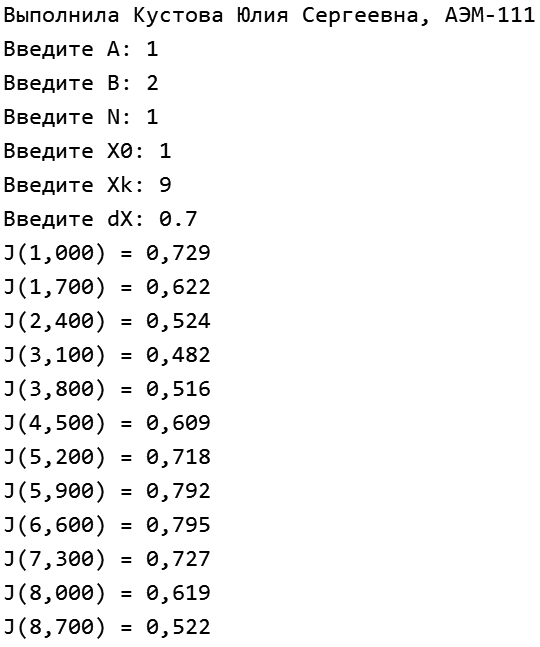 Выполнила Кустова Юлия Сергеевна, АЭМ-111
Введите A: 1
Введите B: 2
Введите N: 1
Введите X0: 1
Введите Xk: 9
Введите dX: 0.7
J(1,000) = 0,729
J(1,700) = 0,622
J(2,400) = 0,524
J(3,100) = 0,482
J(3,800) = 0,516
J(4,500) = 0,609
J(5,200) = 0,718
J(5,900) = 0,792
J(6,600) = 0,795
J(7,300) = 0,727
J(8,000) = 0,619
J(8,700) = 0,522